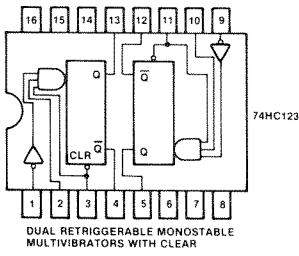 16 15 14 13 12 11 10 9
Q Q
74HC123
Q Q
CLR
1 2 3 4 5 6 7 8
DUAL RETRIGGERABLE MONOSTABLE
MULTIVIBRATORS WITH CLEAR